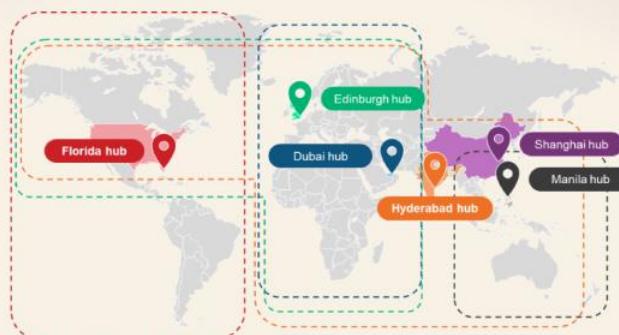 Edinburgh hub
Florida hub
Dubai hub
Shanghai hub
Manila hub
Hyderabad hub